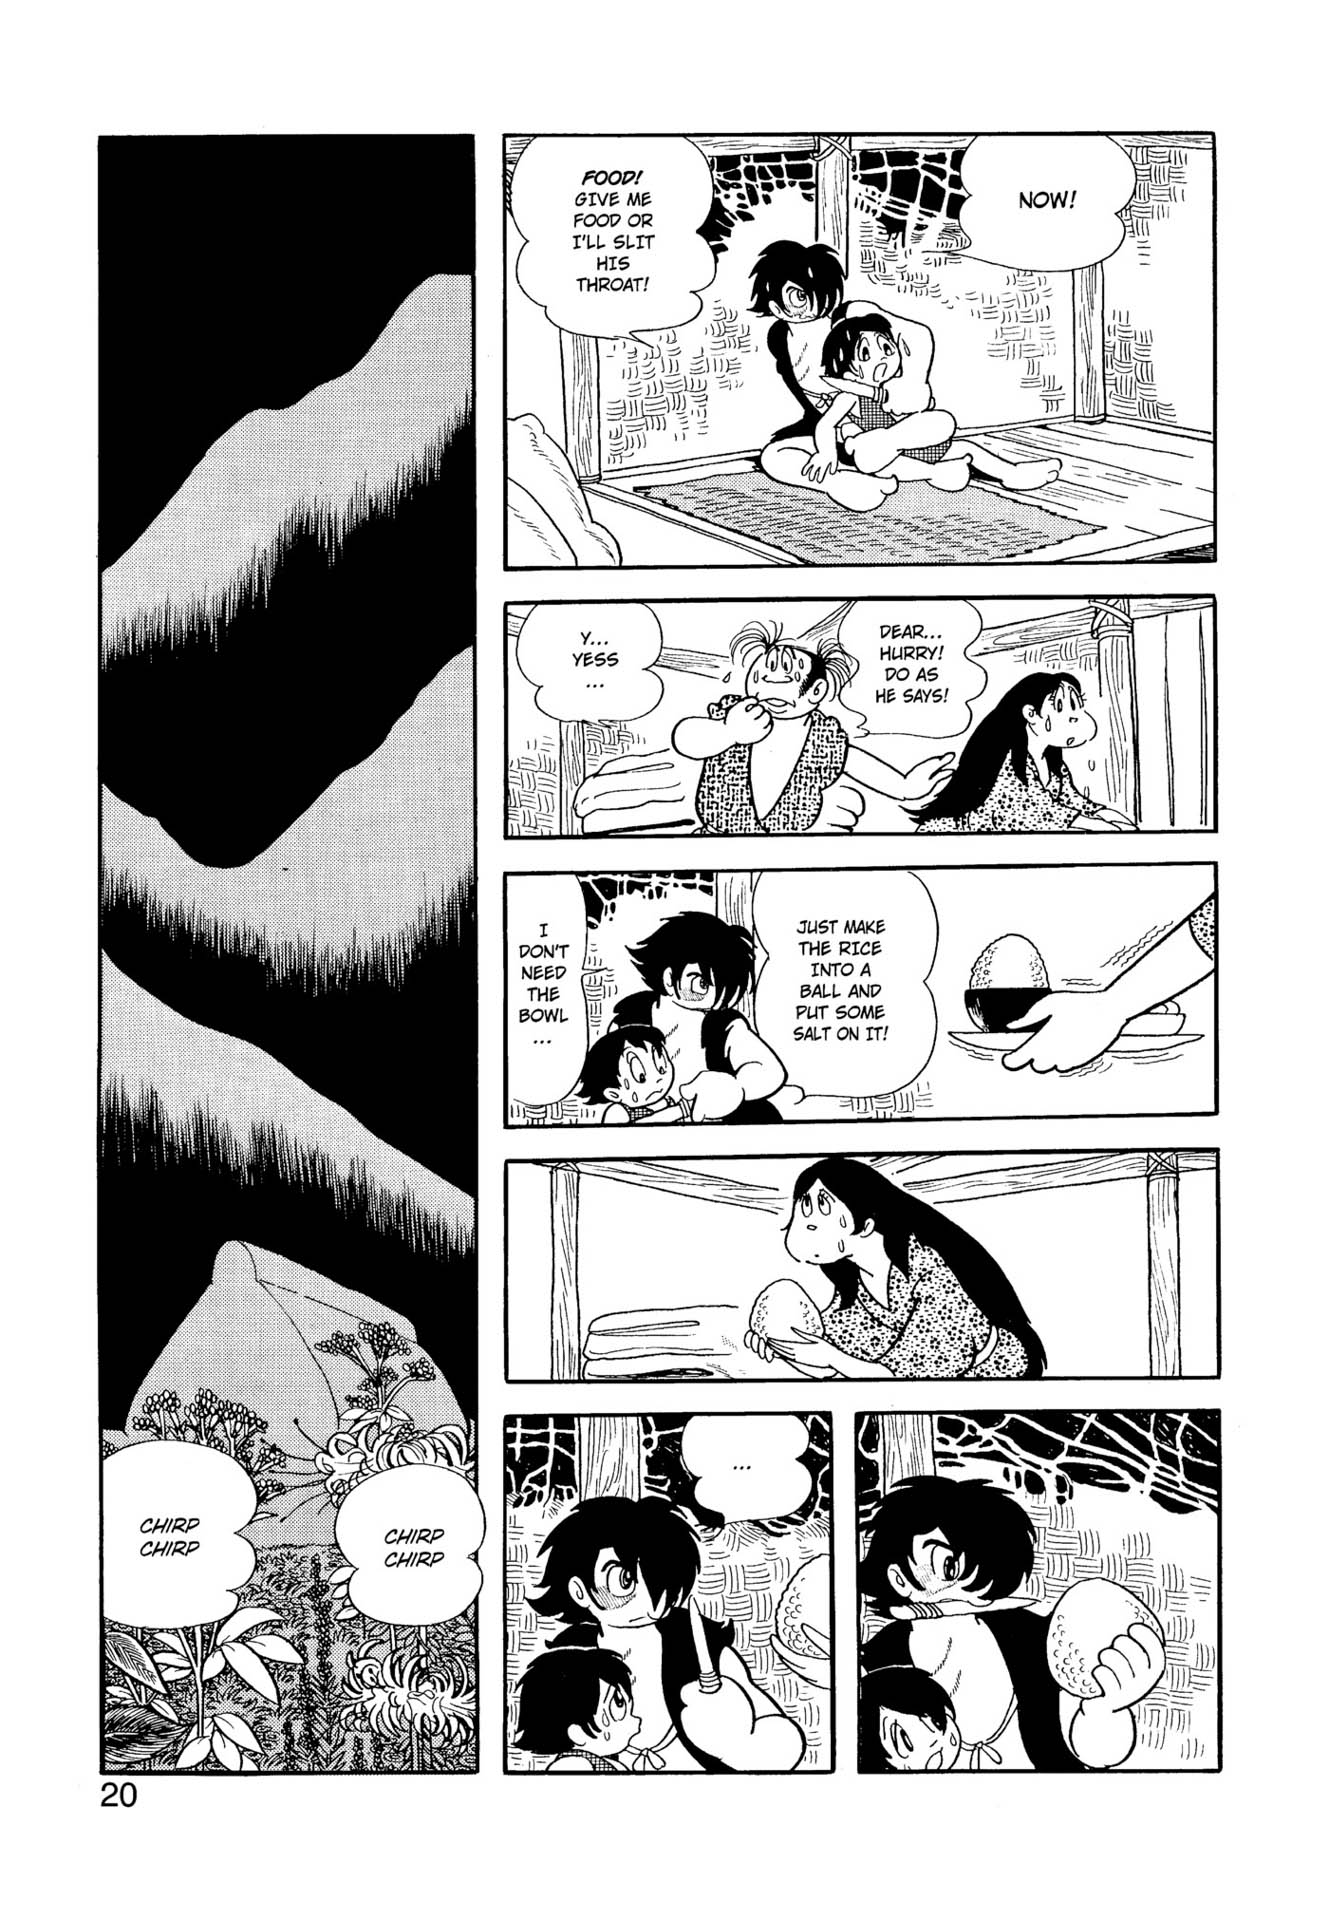 CHIRP
CHIRP
CHIRP
CHIRP
FOOD!
GIVE ME
FOOD OR
I'LL SLIT
HIS
THROAT!
NOW!
Y...
YESS
...
DEAR...
HURRY!
DO AS
HE SAYS!
I
DON'T
NEED
THE
BOWL
...
JUST MAKE
THE RICE
INTO A
BALL AND
PUT SOME
SALT ON IT!
...
20